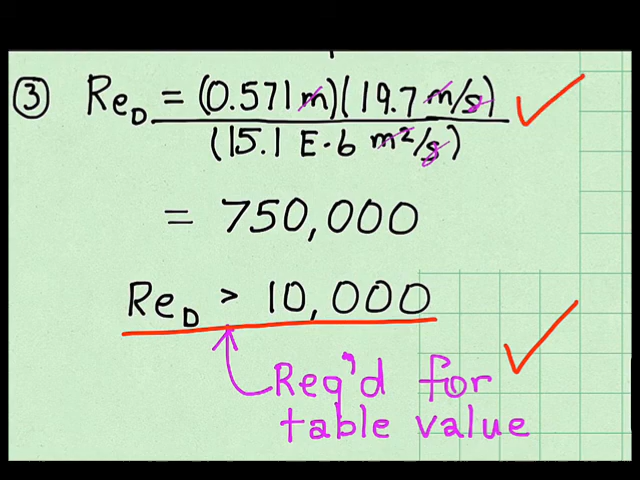 ③ Re_D = (0.571 m)(19.7 m/s)
(15.1 E-6 m²/s)
= 750,000
Re_D > 10,000
Req'd for
table value